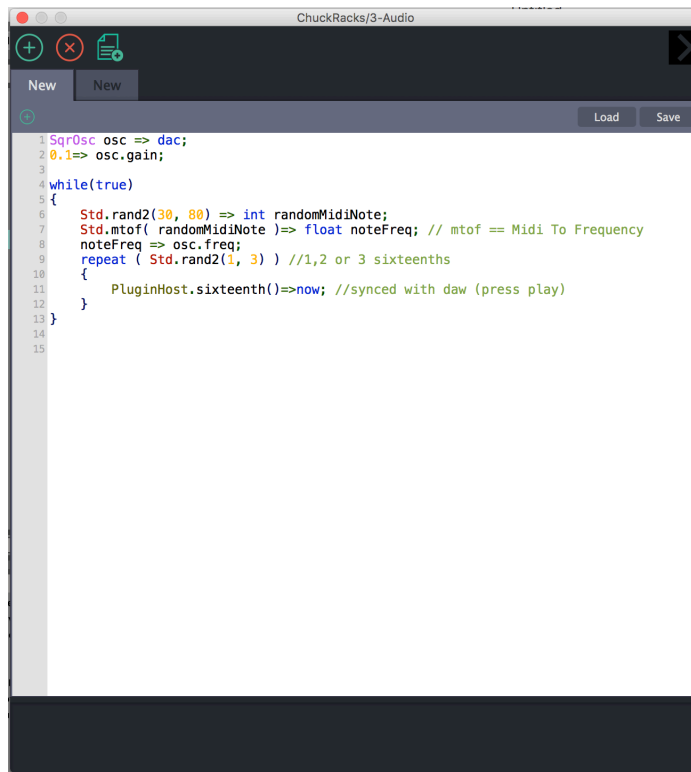 ChuckRacks/3-Audio
New New
Load Save
1 SqrOsc osc => dac;
2 0.1=> osc.gain;
3
4 while(true)
5 {
6 Std.rand2(30, 80) => int randomMidiNote;
7 Std.mtof( randomMidiNote )=> float noteFreq; // mtof == Midi To Frequency
8 noteFreq => osc.freq;
9 repeat ( Std.rand2(1, 3) ) //1,2 or 3 sixteenths
10 {
11 PluginHost.sixteenth()=>now; //synced with daw (press play)
12 }
13 }
14
15